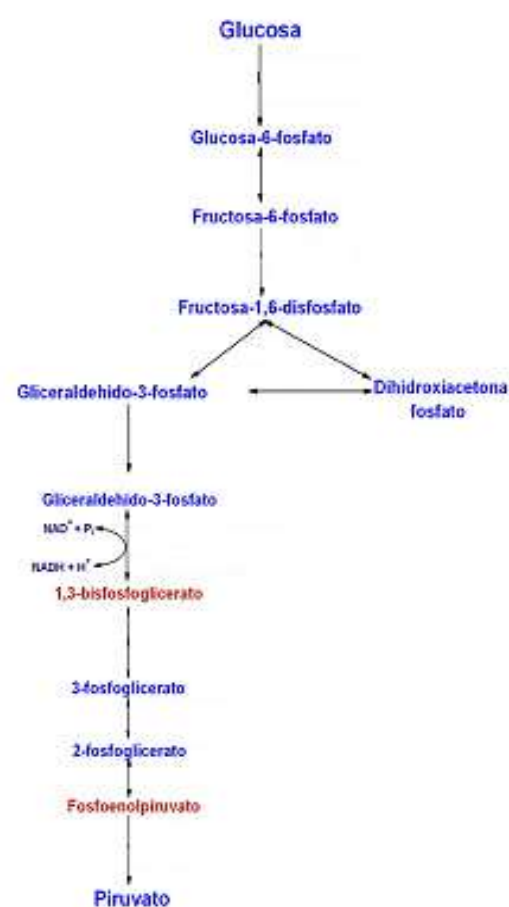 Glucosa
Glucosa-6-fosfato
Fructosa-6-fosfato
Fructosa-1,6-disfosfato
Gliceraldehido-3-fosfato
Dihidroxiacetona
fosfato
Gliceraldehido-3-fosfato
NAD⁺ + Pᵢ
NADH + H⁺
1,3-bisfosfoglicerato
3-fosfoglicerato
2-fosfoglicerato
Fosfoenolpiruvato
Piruvato